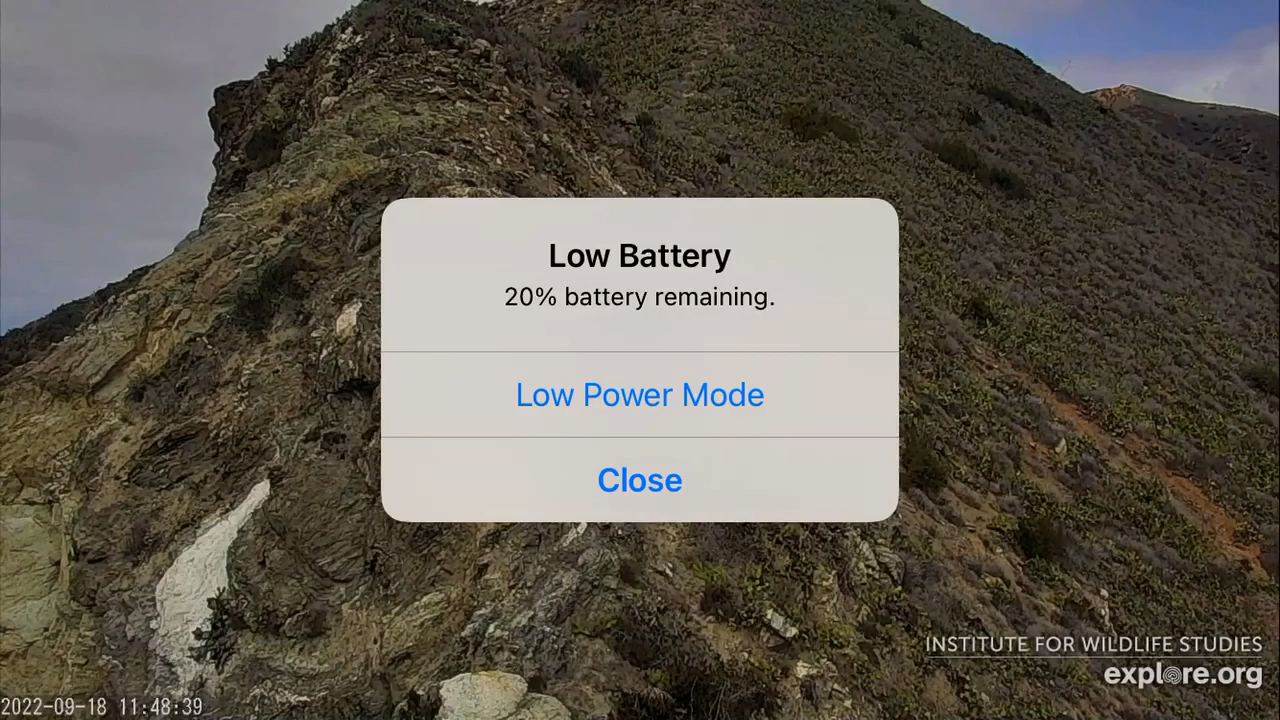 Low Battery
20% battery remaining.
Low Power Mode
Close
INSTITUTE FOR WILDLIFE STUDIES
explore.org
2022-09-18 11:48:39